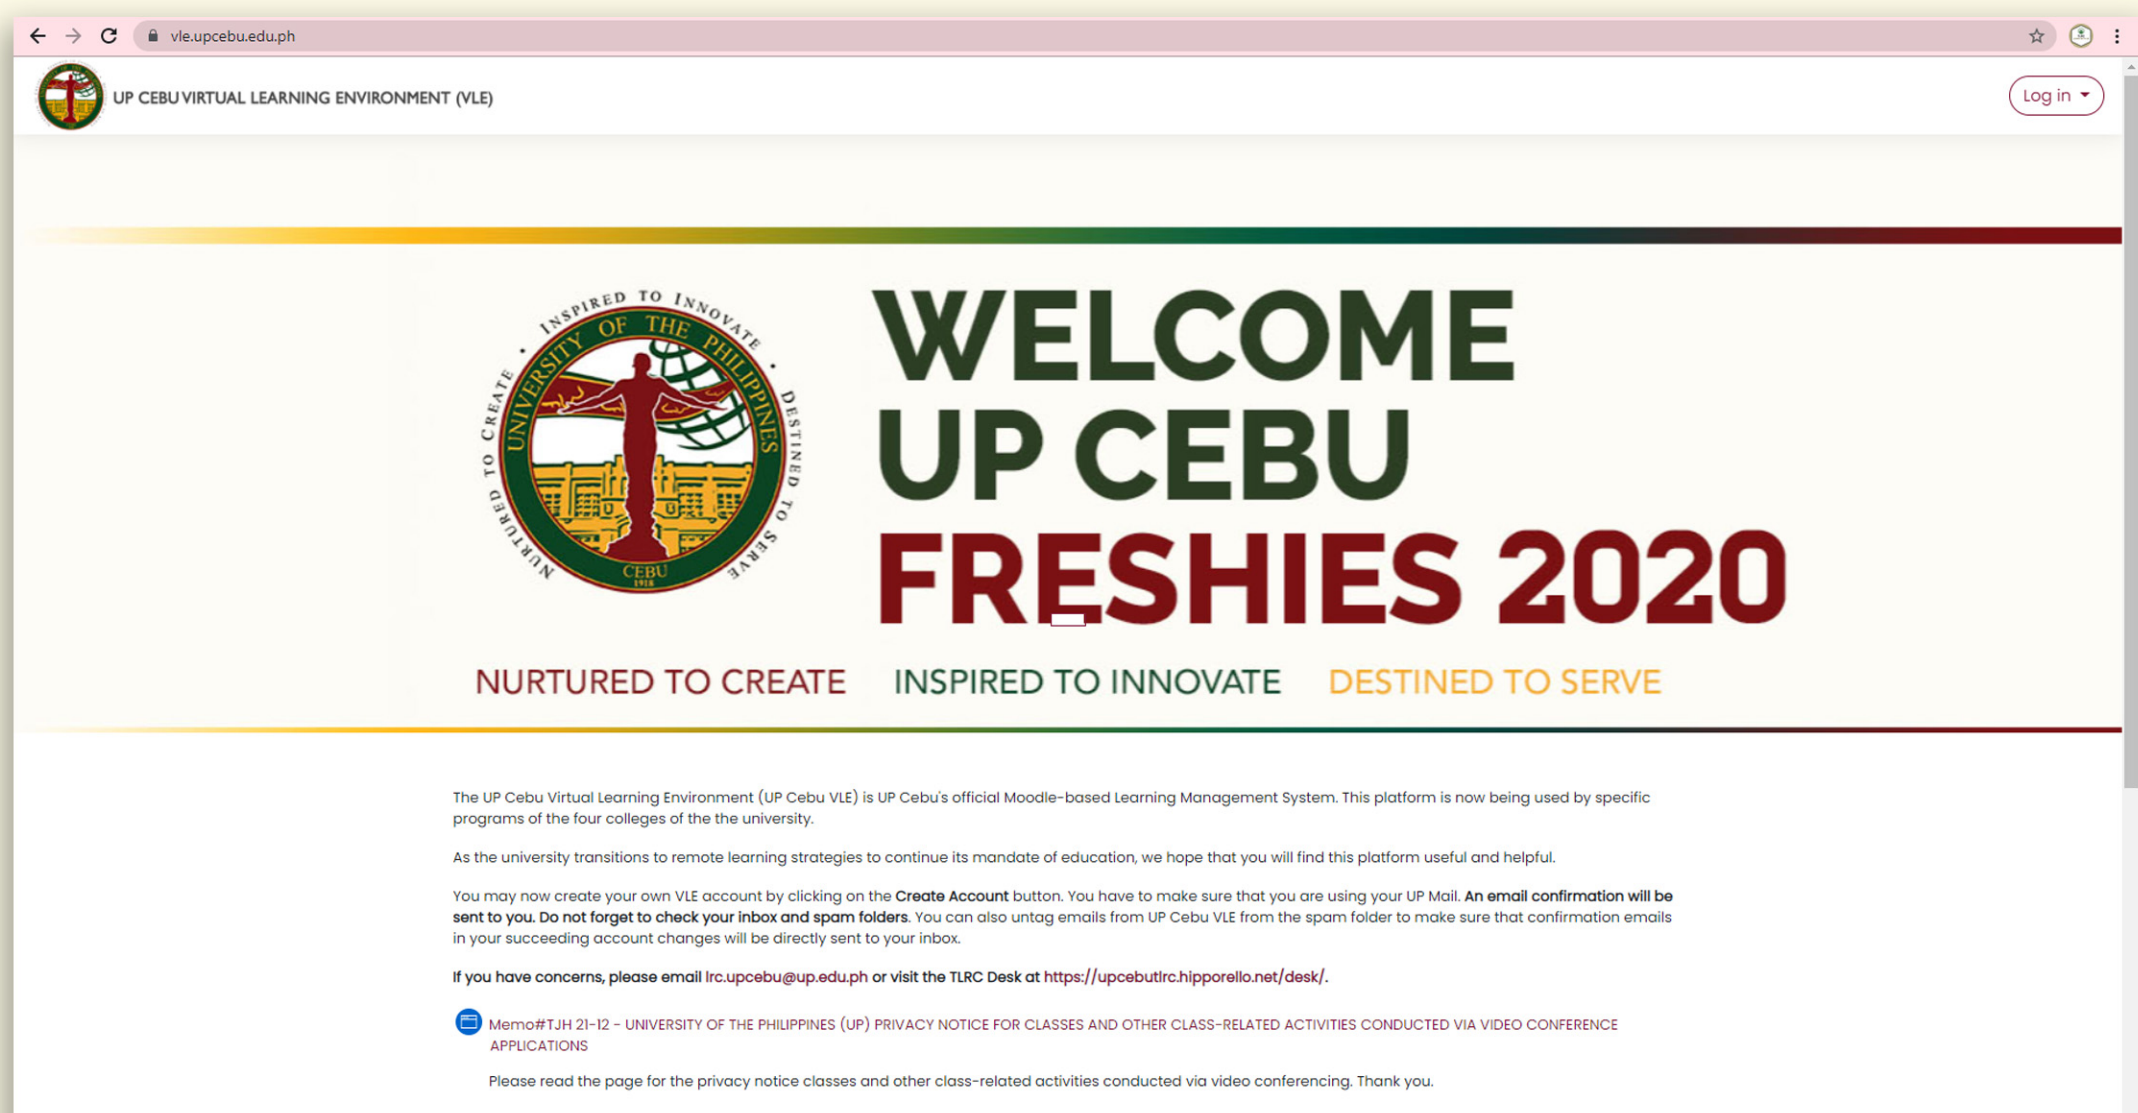 vle.upcebu.edu.ph
UP CEBU VIRTUAL LEARNING ENVIRONMENT (VLE)
Log in
NURTURED TO CREATE • INSPIRED TO INNOVATE • DESTINED TO SERVE
UNIVERSITY OF THE PHILIPPINES
CEBU
1918
WELCOME
UP CEBU
FRESHIES 2020
NURTURED TO CREATE INSPIRED TO INNOVATE DESTINED TO SERVE
The UP Cebu Virtual Learning Environment (UP Cebu VLE) is UP Cebu's official Moodle-based Learning Management System. This platform is now being used by specific
programs of the four colleges of the the university.
As the university transitions to remote learning strategies to continue its mandate of education, we hope that you will find this platform useful and helpful.
You may now create your own VLE account by clicking on the Create Account button. You have to make sure that you are using your UP Mail. An email confirmation will be
sent to you. Do not forget to check your inbox and spam folders. You can also untag emails from UP Cebu VLE from the spam folder to make sure that confirmation emails
in your succeeding account changes will be directly sent to your inbox.
If you have concerns, please email lrc.upcebu@up.edu.ph or visit the TLRC Desk at https://upcebutlrc.hipporello.net/desk/.
Memo#TJH 21-12 - UNIVERSITY OF THE PHILIPPINES (UP) PRIVACY NOTICE FOR CLASSES AND OTHER CLASS-RELATED ACTIVITIES CONDUCTED VIA VIDEO CONFERENCE
APPLICATIONS
Please read the page for the privacy notice classes and other class-related activities conducted via video conferencing. Thank you.